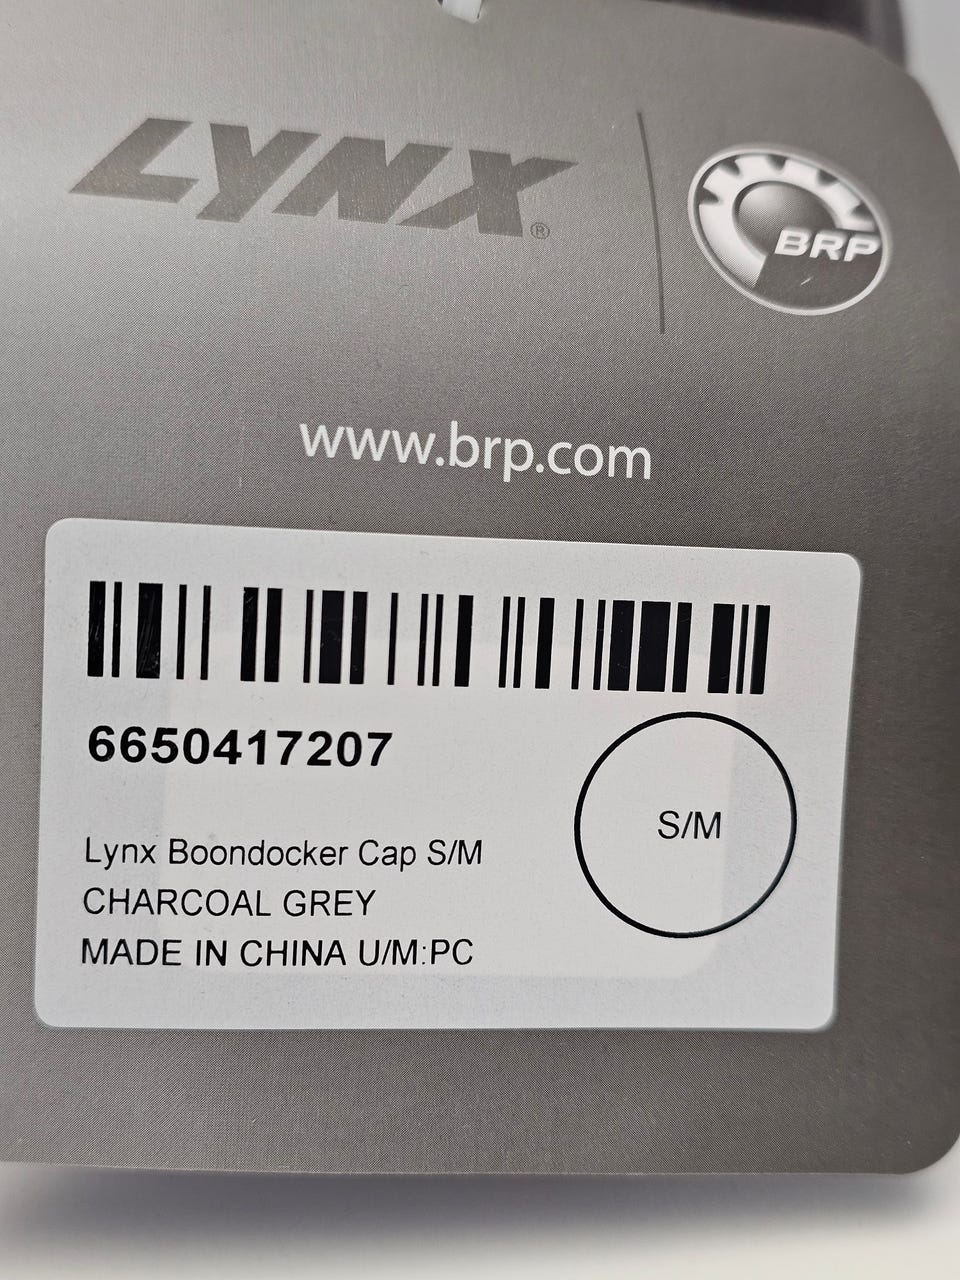 LYNX®
BRP
www.brp.com
6650417207
S/M
Lynx Boondocker Cap S/M
CHARCOAL GREY
MADE IN CHINA U/M:PC